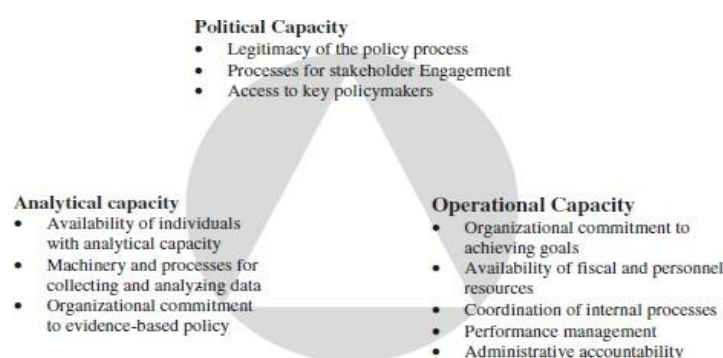 Political Capacity
• Legitimacy of the policy process
• Processes for stakeholder Engagement
• Access to key policymakers
Analytical capacity
• Availability of individuals
with analytical capacity
• Machinery and processes for
collecting and analyzing data
• Organizational commitment
to evidence-based policy
Operational Capacity
• Organizational commitment to
achieving goals
• Availability of fiscal and personnel
resources
• Coordination of internal processes
• Performance management
• Administrative accountability